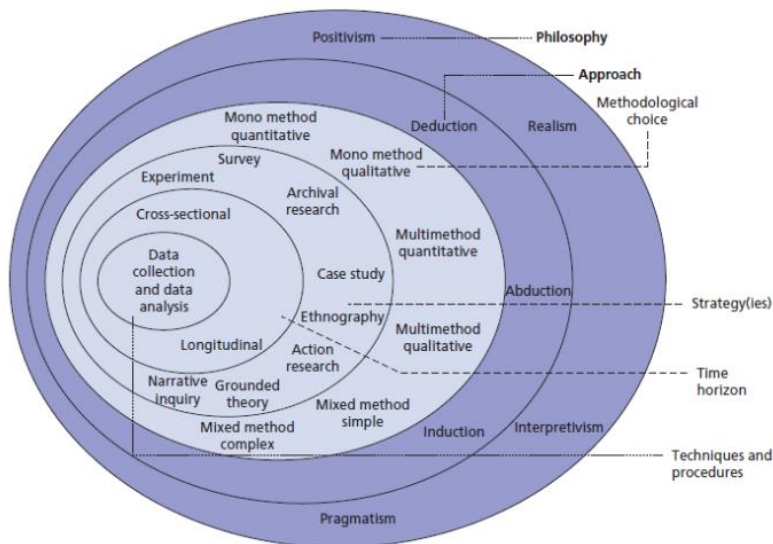 Positivism
Philosophy
Approach
Methodological
choice
Mono method
quantitative
Deduction
Realism
Survey
Mono method
qualitative
Experiment
Archival
research
Cross-sectional
Data
collection
and data
analysis
Multimethod
quantitative
Case study
Abduction
Strategy(ies)
Ethnography
Multimethod
qualitative
Longitudinal
Action
research
Time
horizon
Narrative
inquiry
Grounded
theory
Mixed method
simple
Mixed method
complex
Induction
Interpretivism
Techniques and
procedures
Pragmatism